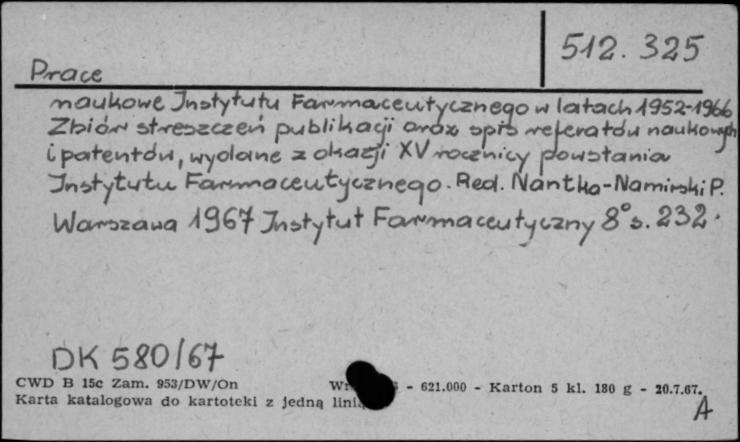 512.325
Prace
naukowe Instytutu Farmaceutycznego w latach 1952-1966
Zbiór streszczeń publikacji oraz spis referatów naukowych
i patentów, wydane z okazji XV rocznicy powstania
Instytutu Farmaceutycznego. Red. Nantka-Namirski P.
Warszawa 1967 Instytut Farmaceutyczny 8° s. 232.
DK 580/67
CWD B 15c Zam. 953/DW/On - 621.000 - Karton 5 kl. 180 g - 20.7.67.
Karta katalogowa do kartoteki z jedną
A